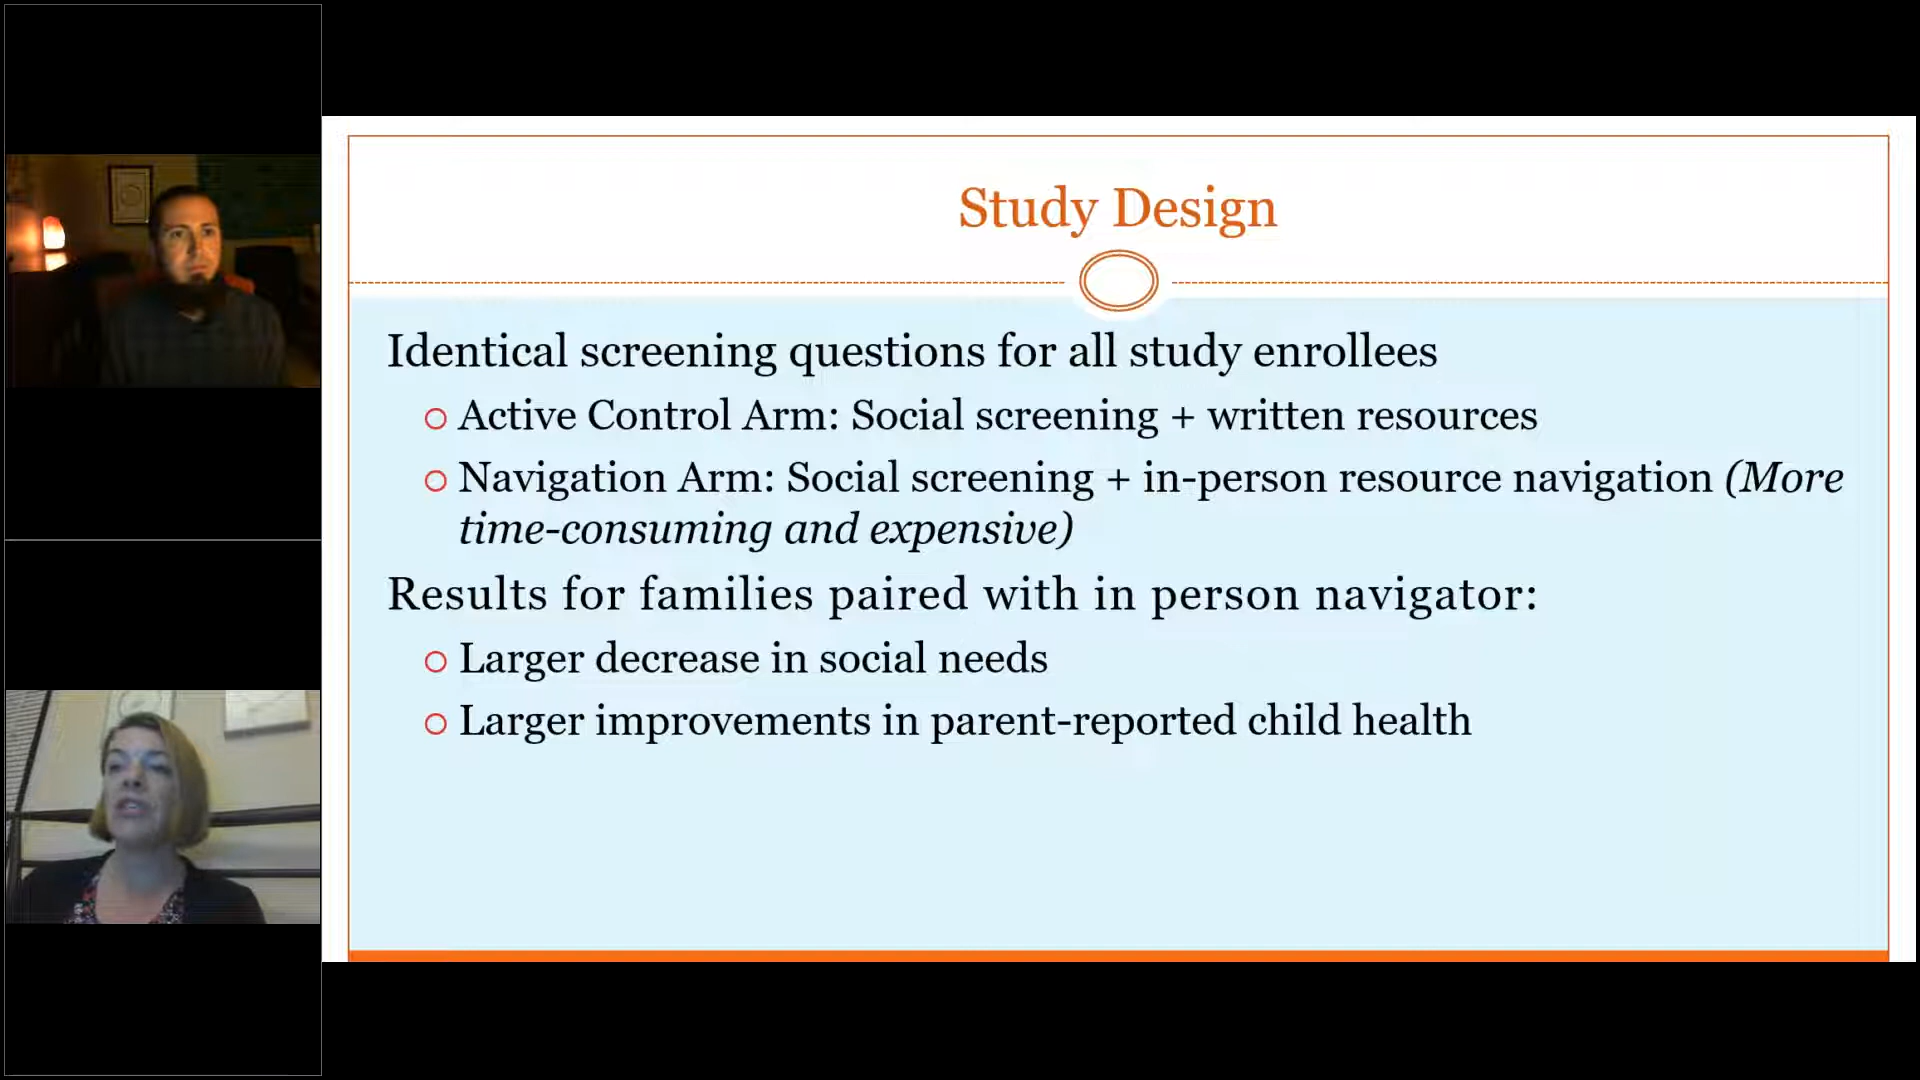 Study Design
Identical screening questions for all study enrollees
Active Control Arm: Social screening + written resources
Navigation Arm: Social screening + in-person resource navigation (More
time-consuming and expensive)
Results for families paired with in person navigator:
Larger decrease in social needs
Larger improvements in parent-reported child health